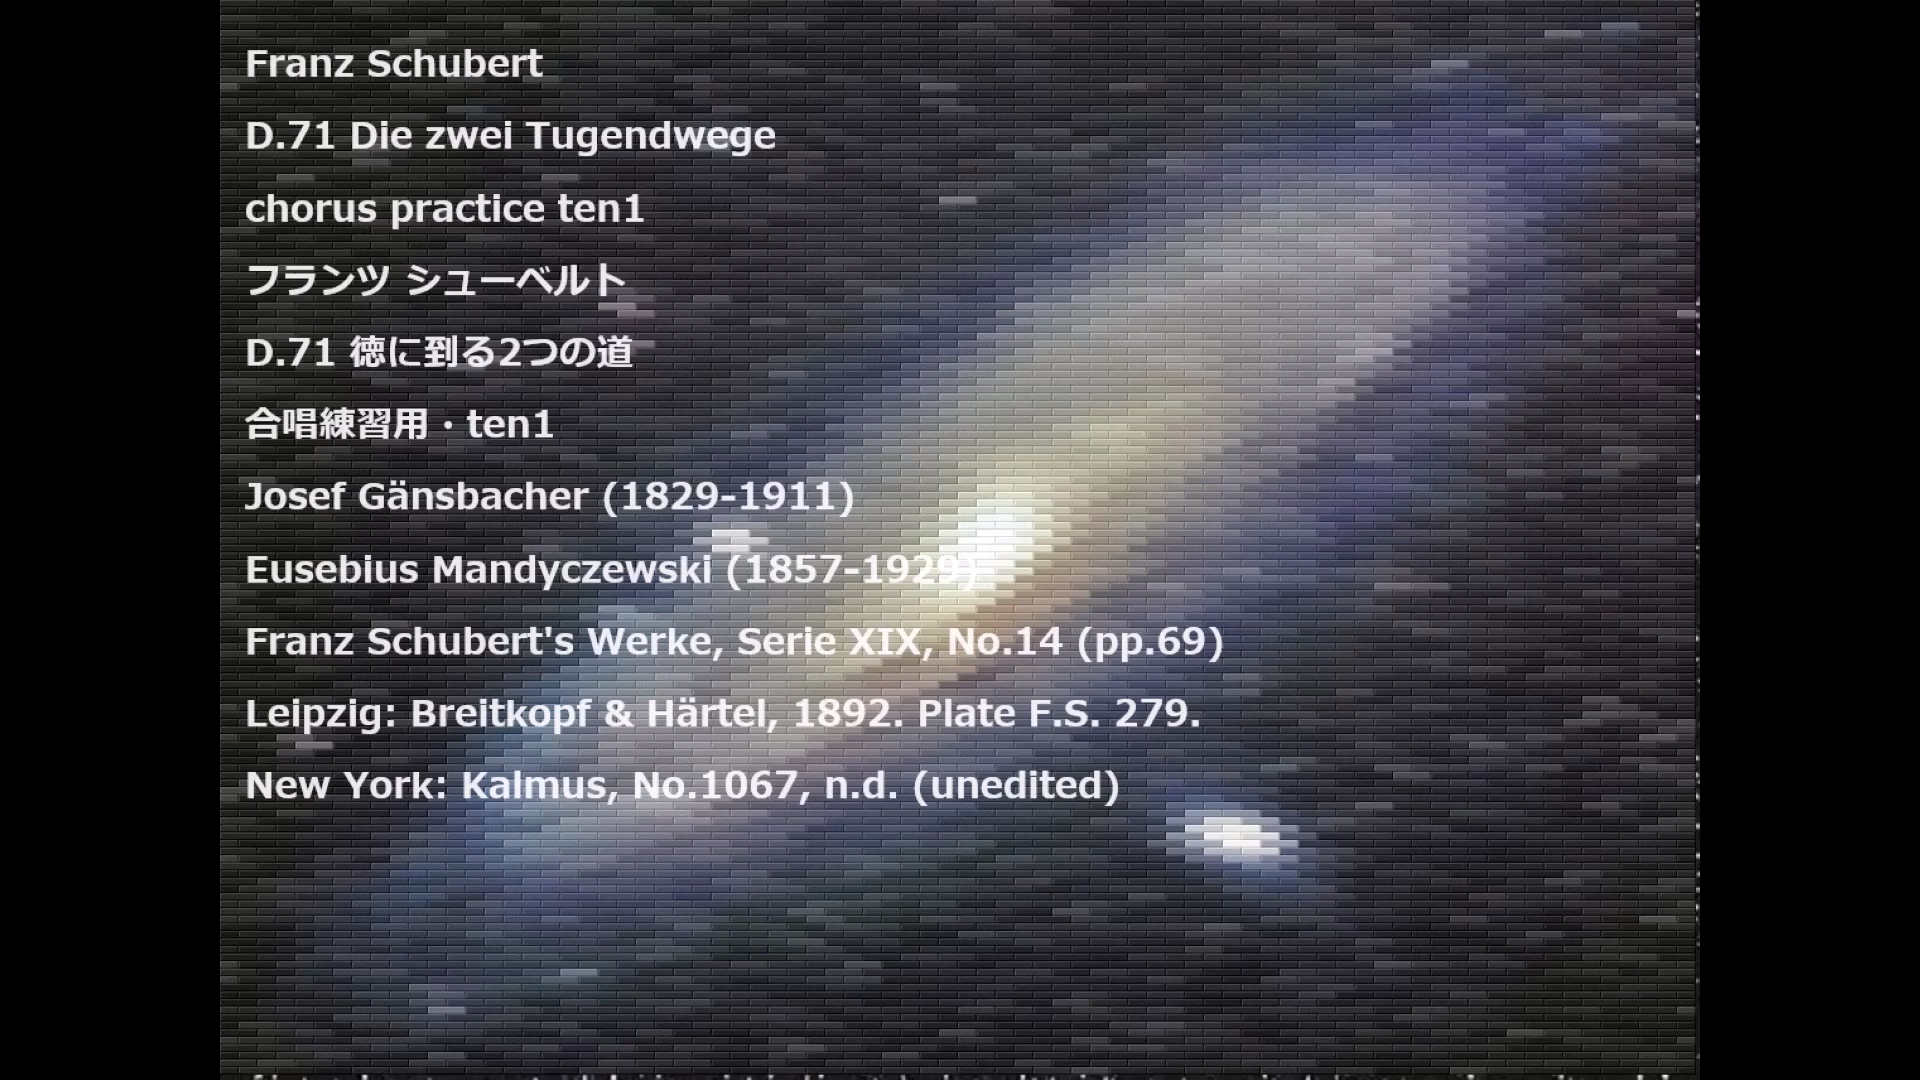 Franz Schubert
D.71 Die zwei Tugendwege
chorus practice ten1
フランツ シューベルト
D.71 徳に到る2つの道
合唱練習用・ten1
Josef Gänsbacher (1829-1911)
Eusebius Mandyczewski (1857-1929)
Franz Schubert's Werke, Serie XIX, No.14 (pp.69)
Leipzig: Breitkopf & Härtel, 1892. Plate F.S. 279.
New York: Kalmus, No.1067, n.d. (unedited)